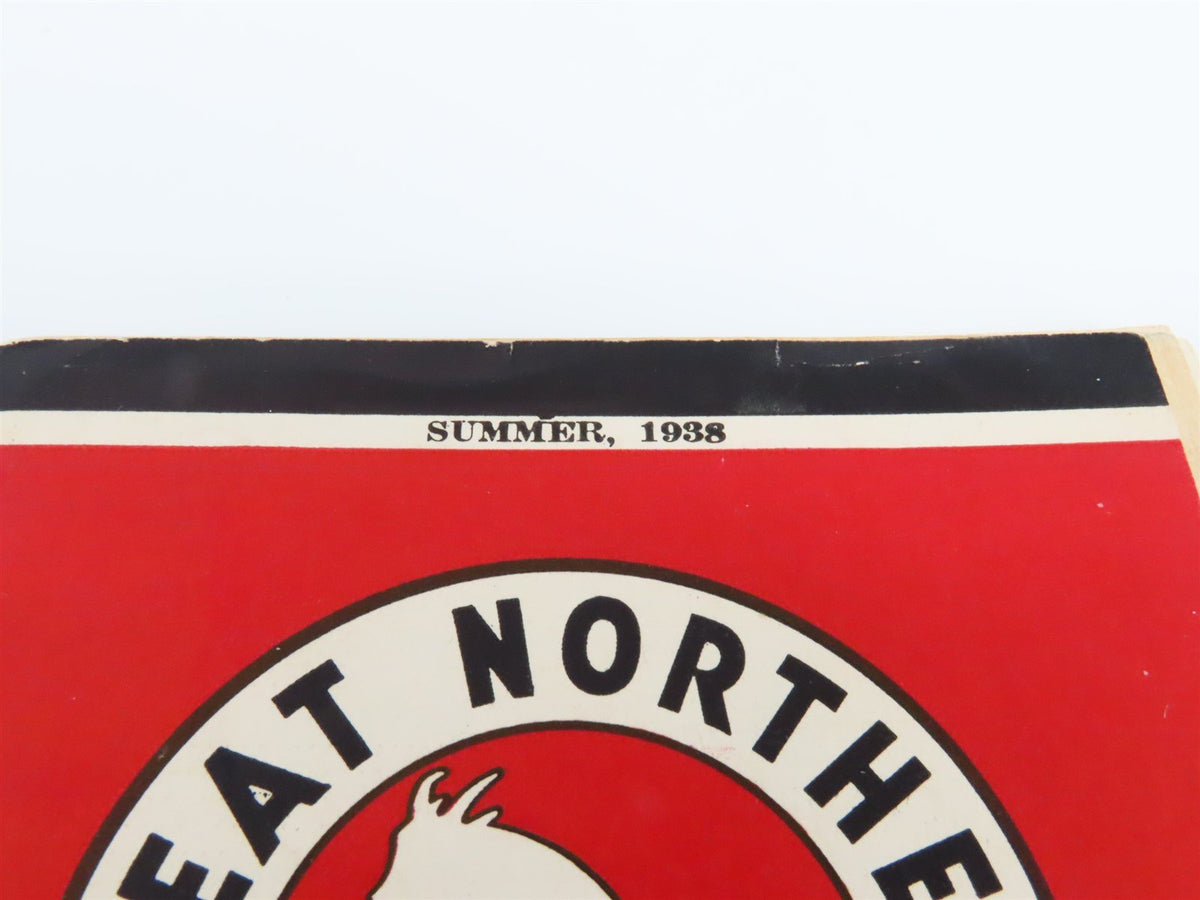 SUMMER, 1938
EAT NORTHE